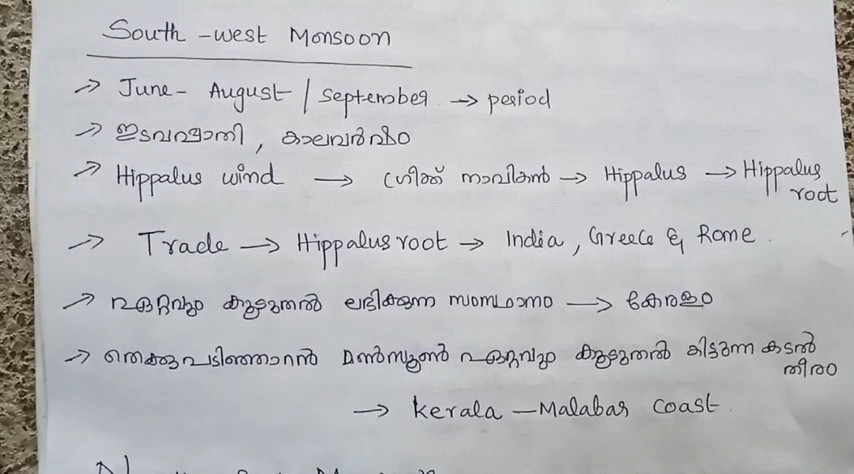 South-west Monsoon
→ June - August / September → period
→ ഇടവപ്പാതി, കാലവർഷം
→ Hippalus wind → ഗ്രീക്ക് നാവികൻ → Hippalus → Hippalus
root
→ Trade → Hippalus root → India, Greece & Rome.
→ ഏറ്റവും കൂടുതൽ ലഭിക്കുന്ന സംസ്ഥാനം → കേരളം
→ തെക്കുപടിഞ്ഞാറൻ മൺസൂൺ ഏറ്റവും കൂടുതൽ കിട്ടുന്ന കടൽ
തീരം
→ Kerala - Malabar coast.